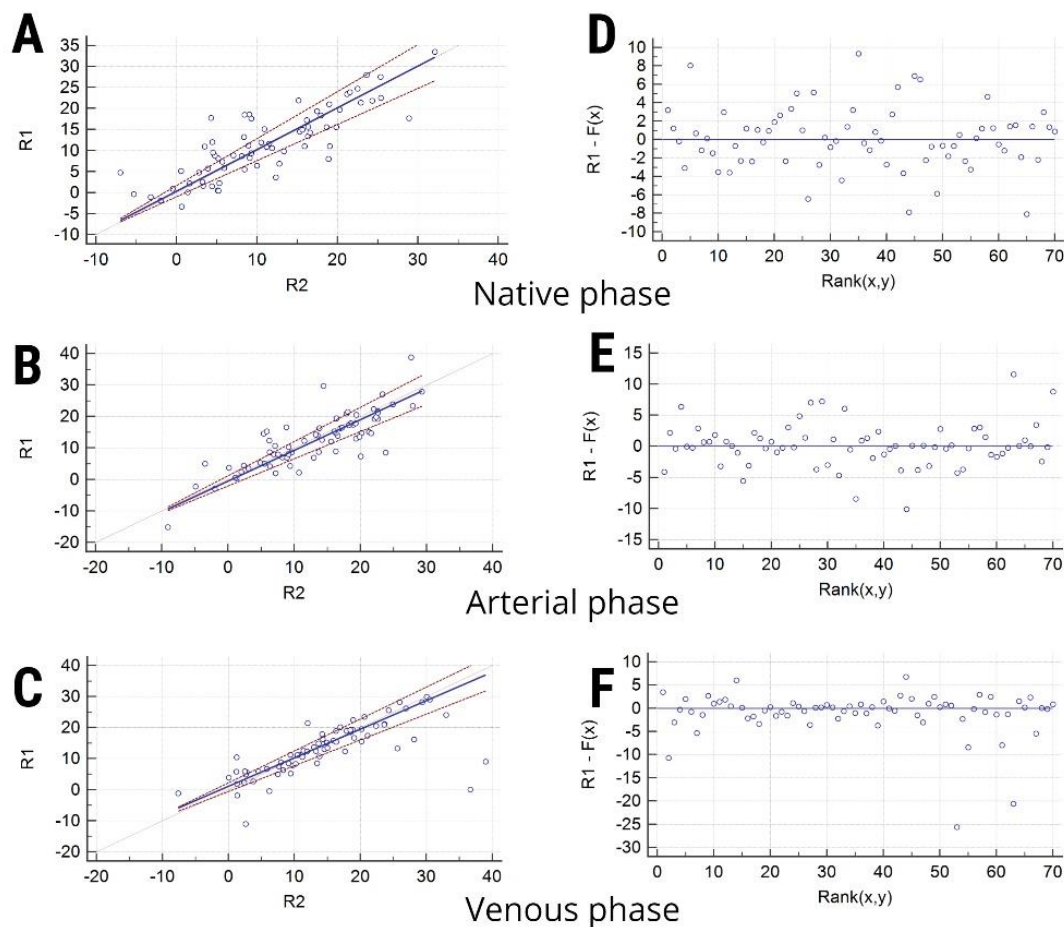 A
35
30
25
20
15
10
5
0
-5
-10
R1
-10 0 10 20 30 40
R2
D
10
8
6
4
2
0
-2
-4
-6
-8
-10
R1 - F(x)
0 10 20 30 40 50 60 70
Rank(x,y)
Native phase
B
40
30
20
10
0
-10
-20
R1
-20 -10 0 10 20 30 40
R2
E
15
10
5
0
-5
-10
-15
R1 - F(x)
0 10 20 30 40 50 60 70
Rank(x,y)
Arterial phase
C
40
30
20
10
0
-10
-20
R1
-20 -10 0 10 20 30 40
R2
F
10
5
0
-5
-10
-15
-20
-25
-30
R1 - F(x)
0 10 20 30 40 50 60 70
Rank(x,y)
Venous phase